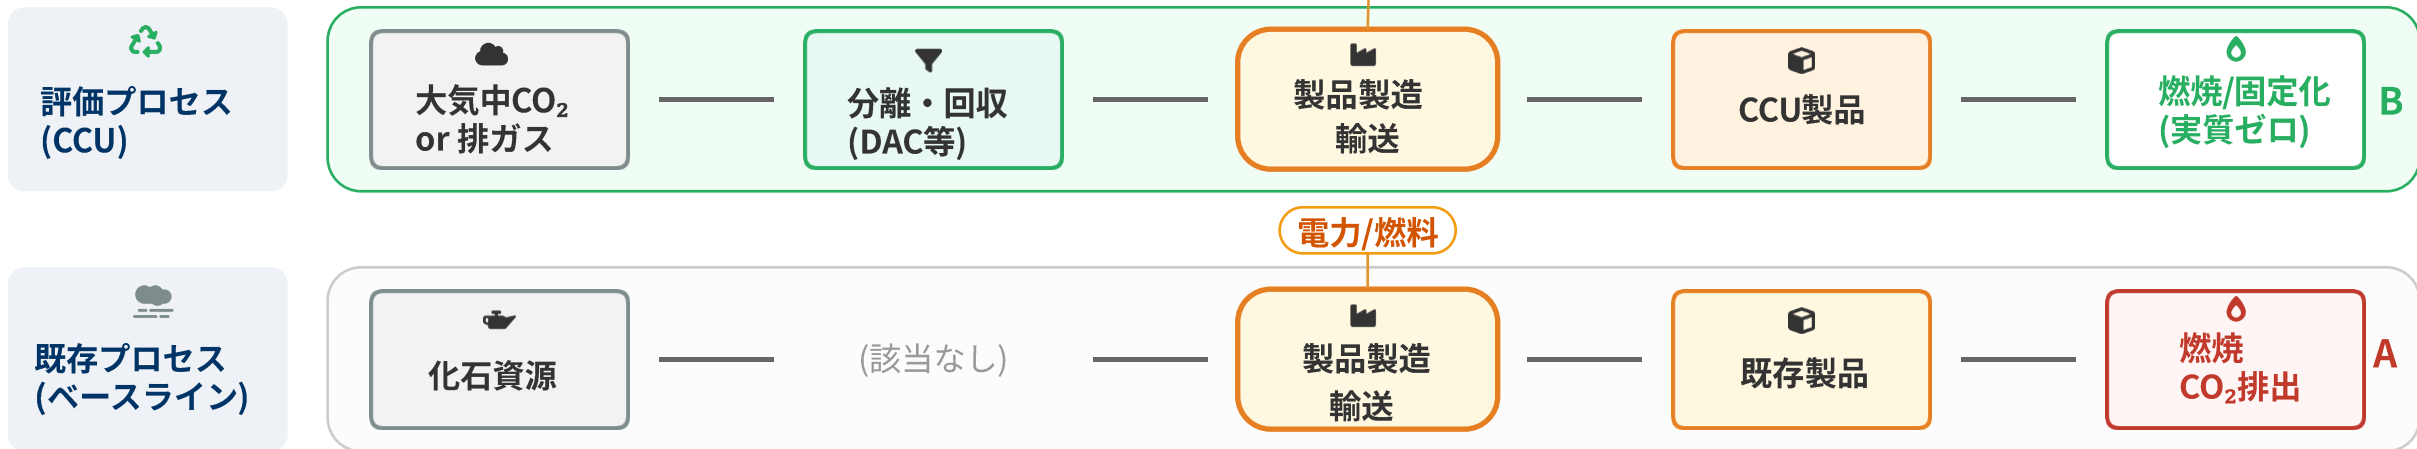 評価プロセス
(CCU)
大気中CO₂
or 排ガス
分離・回収
(DAC等)
製品製造
輸送
CCU製品
燃焼/固定化
(実質ゼロ)
B
電力/燃料
既存プロセス
(ベースライン)
化石資源
(該当なし)
製品製造
輸送
既存製品
燃焼
CO₂排出
A